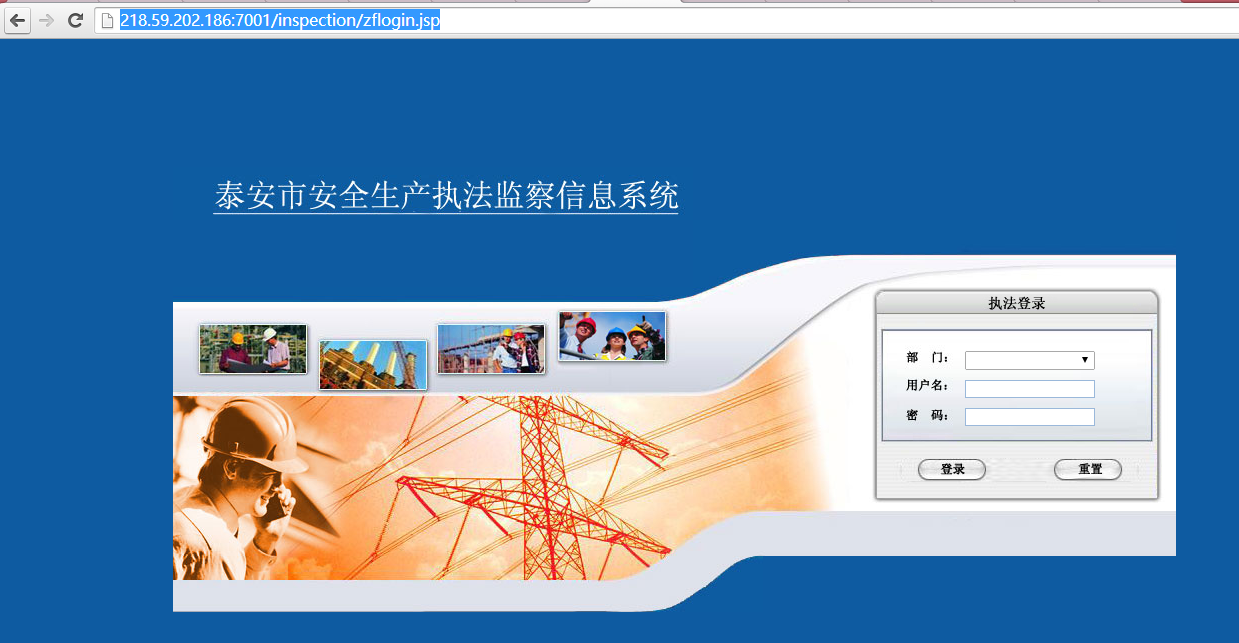 218.59.202.186:7001/inspection/zflogin.jsp
泰安市安全生产执法监察信息系统
执法登录
部 门：
用户名：
密 码：
登录 重置